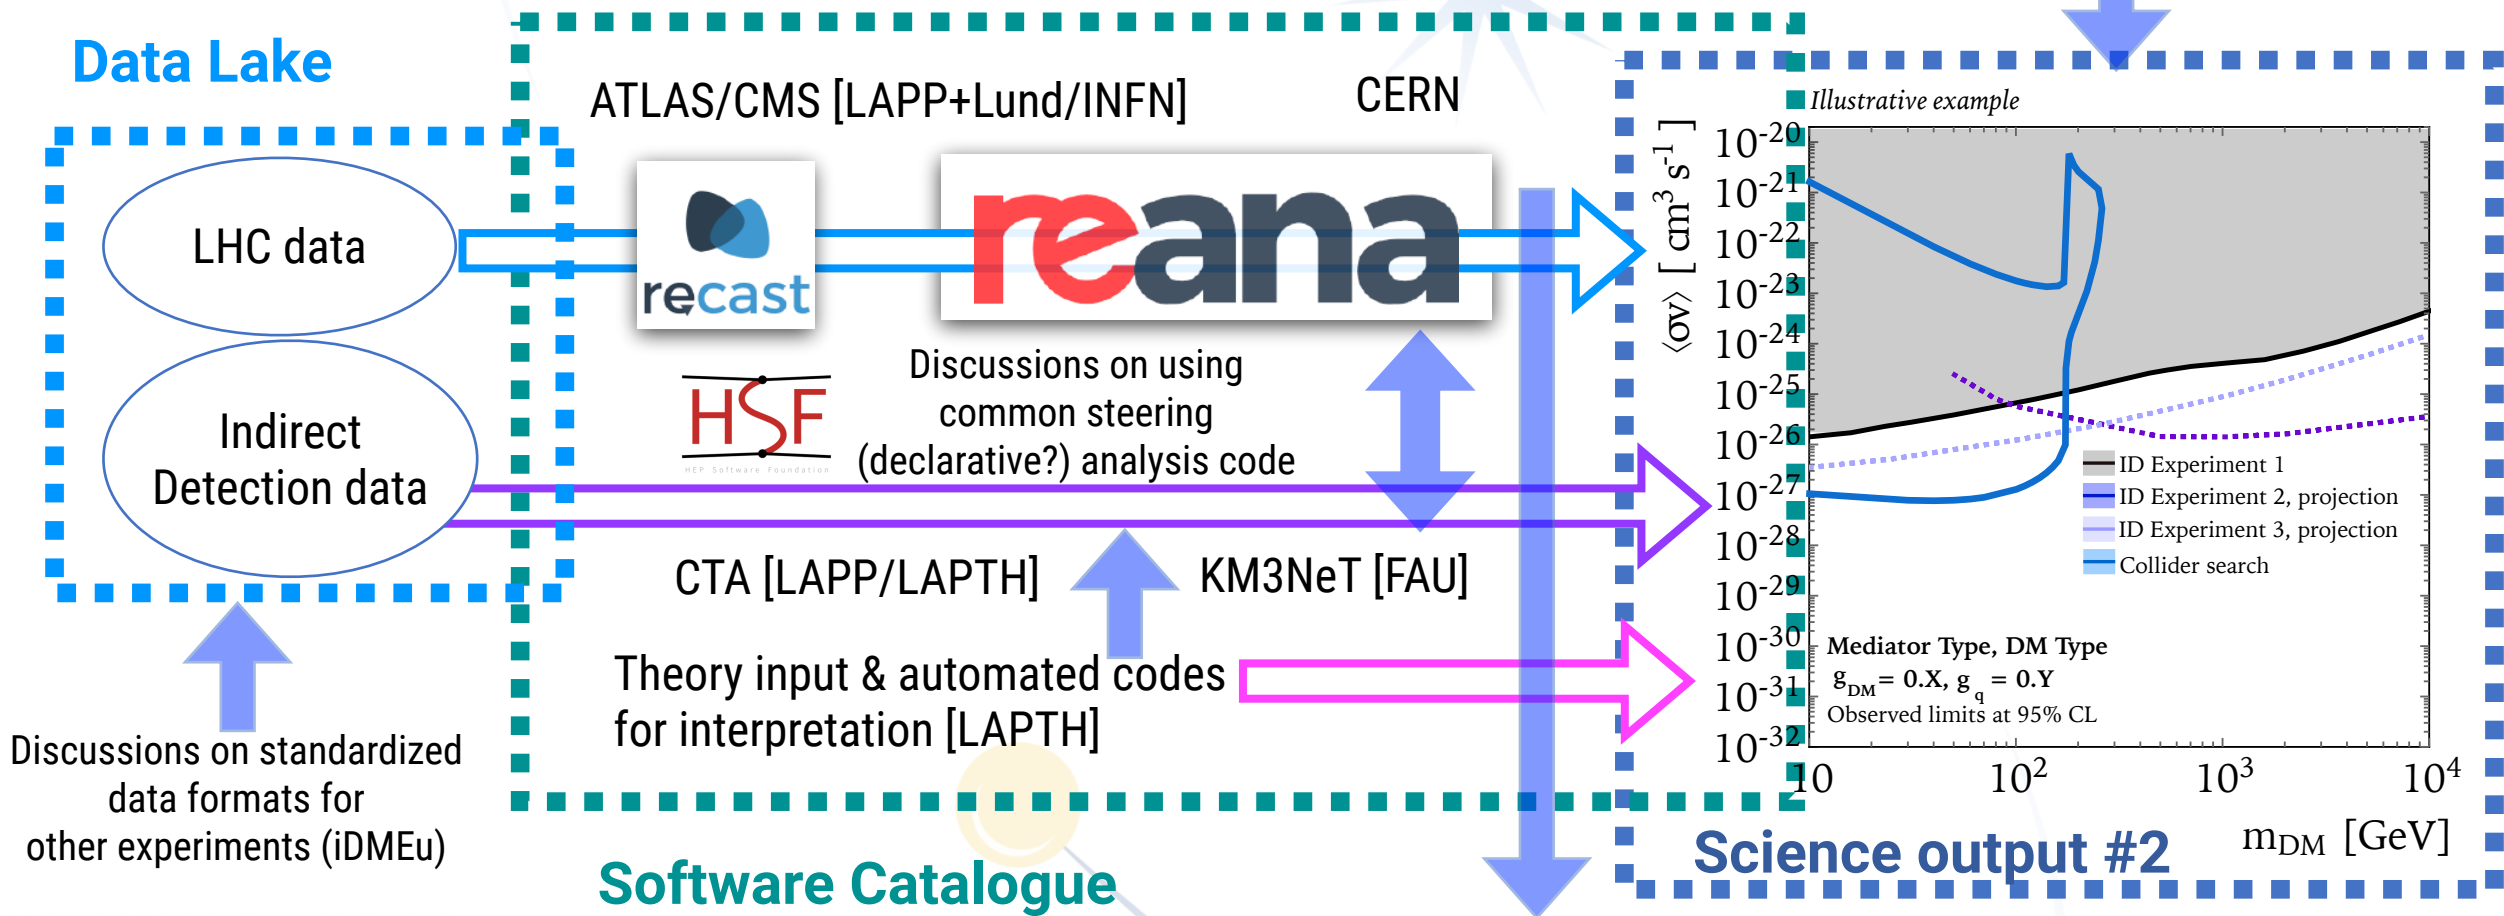 Data Lake
LHC data
Indirect
Detection data
Discussions on standardized
data formats for
other experiments (iDMEu)
ATLAS/CMS [LAPP+Lund/INFN]
CERN
recast
reana
HSF
HEP Software Foundation
Discussions on using
common steering
(declarative?) analysis code
CTA [LAPP/LAPTH]
KM3NeT [FAU]
Theory input & automated codes
for interpretation [LAPTH]
Software Catalogue
Illustrative example
⟨σv⟩ [ cm³ s⁻¹ ]
10⁻²⁰
10⁻²¹
10⁻²²
10⁻²³
10⁻²⁴
10⁻²⁵
10⁻²⁶
10⁻²⁷
10⁻²⁸
10⁻²⁹
10⁻³⁰
10⁻³¹
10⁻³²
ID Experiment 1
ID Experiment 2, projection
ID Experiment 3, projection
Collider search
Mediator Type, DM Type
g_DM = 0.X, g_q = 0.Y
Observed limits at 95% CL
10 10² 10³ 10⁴
m_DM [GeV]
Science output #2